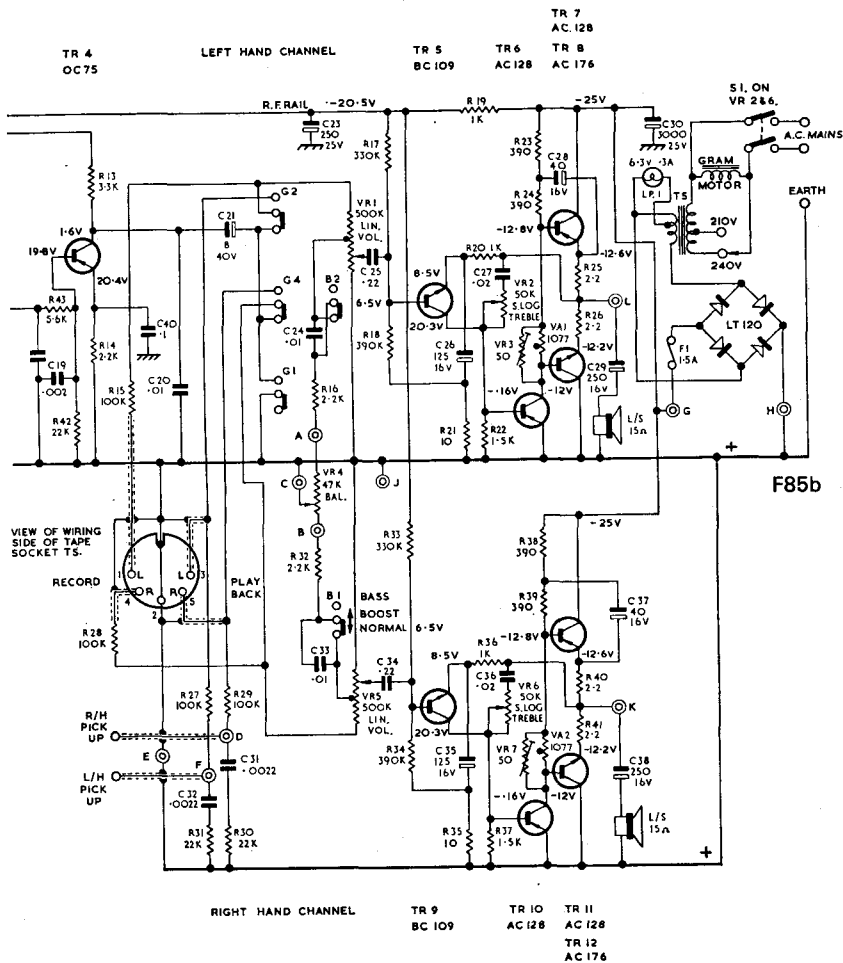 TR 7
AC.128
TR 4
OC75
LEFT HAND CHANNEL
TR 5
BC 109
TR 6
AC128
TR 8
AC 176
R.F. RAIL
-20.5V
R19
1K
-25V
S1. ON
VR 2&6.
A.C. MAINS
C23
250
25V
R17
330K
R23
390
C28
40
16V
C30
3000
25V
6.3V .3A
LP.1
GRAM
MOTOR
T5
EARTH
R13
3.3K
G2
R24
390
210V
240V
1.6V
C21
8
40V
VR1
500K
LIN.
VOL.
-12.8V
-12.6V
19.8V
20.4V
G4
B2
C25
.22
8.5V
R20 1K
C27
.02
R25
2.2
L
R43
5.6K
C40
.1
6.5V
VR2
50K
S.LOG
TREBLE
R26
2.2
LT 120
R14
2.2K
C24
.01
R18
390K
20.3V
VR3
50
VA1
1077
-12.2V
F1
1.5A
C19
.002
C20
.01
G1
C26
125
16V
C29
250
16V
R15
100K
R16
2.2K
-.16V
-12V
G
H
R42
22K
A
R21
10
R22
1.5K
L/S
15Ω
+
C
VR4
47K
BAL.
J
F85b
VIEW OF WIRING
SIDE OF TAPE
SOCKET TS.
B
R33
330K
R38
390
-25V
RECORD
1 L
L 3
4 R
R 5
2
PLAY
BACK
R32
2.2K
B1
BASS
BOOST
NORMAL
6.5V
R39
390
C37
40
16V
R28
100K
C33
.01
8.5V
R36
1K
-12.8V
-12.6V
C34
.22
C36
.02
VR6
50K
S.LOG
TREBLE
R40
2.2
K
R27
100K
R29
100K
VR5
500K
LIN.
VOL.
20.3V
R41
2.2
R/H
PICK
UP
D
R34
390K
C35
125
16V
VR7
50
VA2
1077
-12.2V
E
F
C31
.0022
C38
250
16V
L/H
PICK
UP
C32
.0022
-.16V
-12V
R31
22K
R30
22K
R35
10
R37
1.5K
L/S
15Ω
+
RIGHT HAND CHANNEL
TR 9
BC 109
TR 10
AC128
TR 11
AC 128
TR 12
AC 176